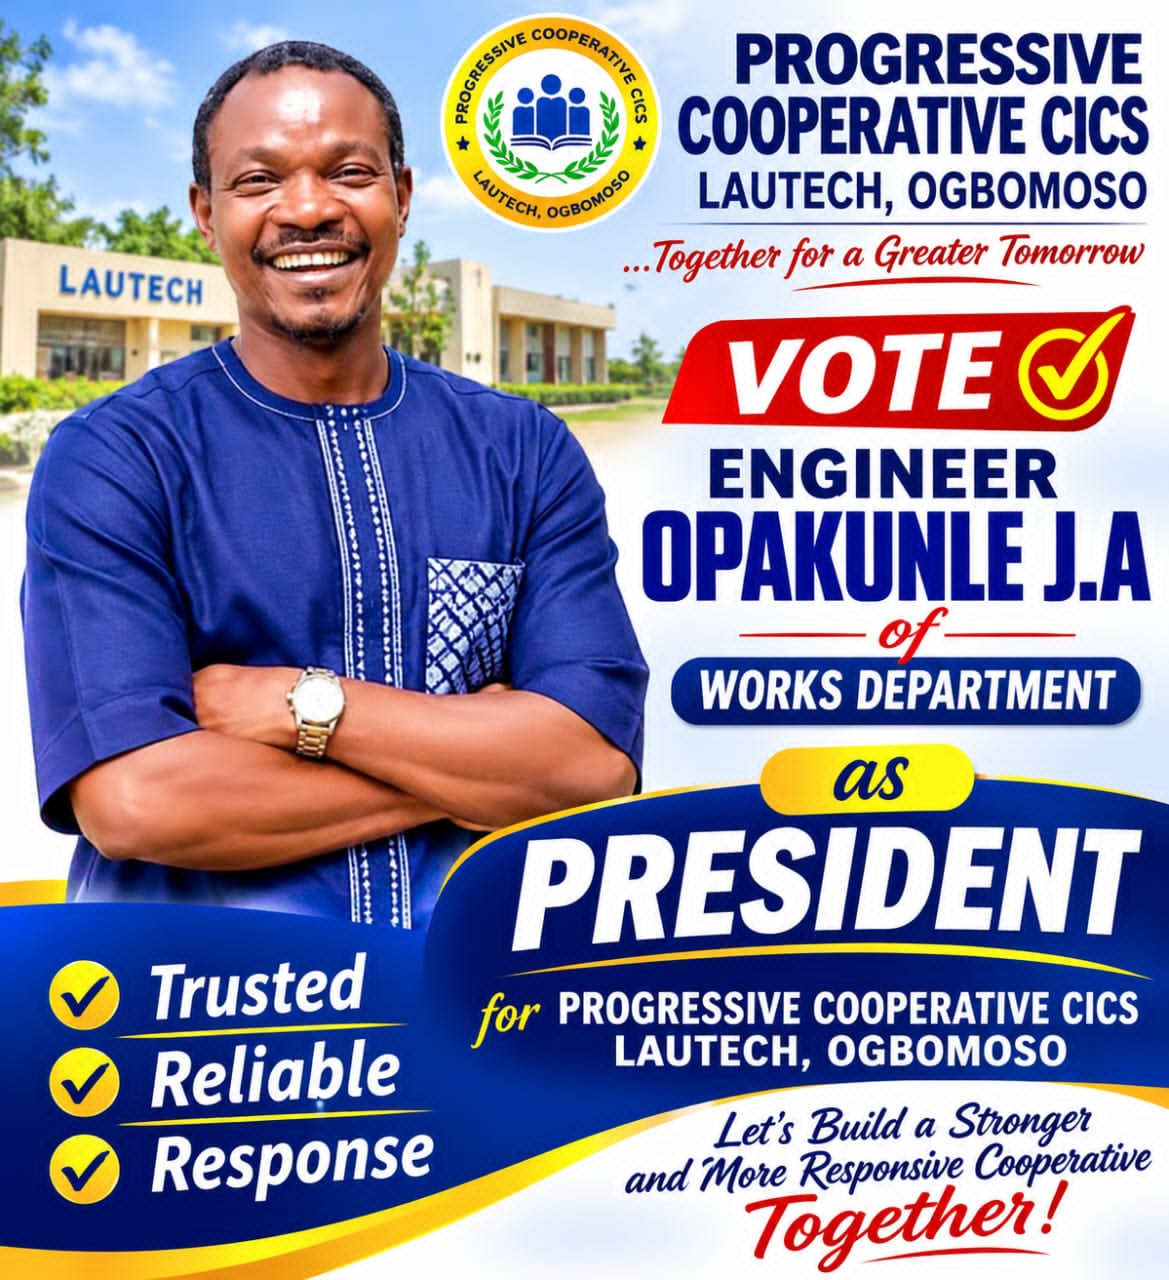 PROGRESSIVE COOPERATIVE CICS
LAUTECH, OGBOMOSO
PROGRESSIVE
COOPERATIVE CICS
LAUTECH, OGBOMOSO
...Together for a Greater Tomorrow
LAUTECH
VOTE
ENGINEER
OPAKUNLE J.A
of
WORKS DEPARTMENT
as
PRESIDENT
for PROGRESSIVE COOPERATIVE CICS
LAUTECH, OGBOMOSO
Trusted
Reliable
Response
Let's Build a Stronger
and More Responsive Cooperative
Together!